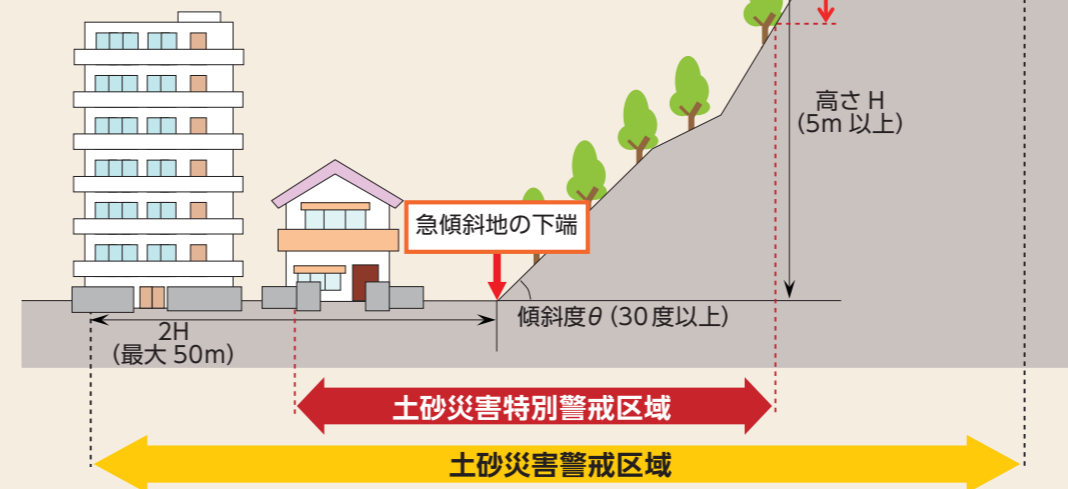 高さ H
(5m 以上)
急傾斜地の下端
傾斜度θ (30度以上)
2H
(最大 50m)
土砂災害特別警戒区域
土砂災害警戒区域